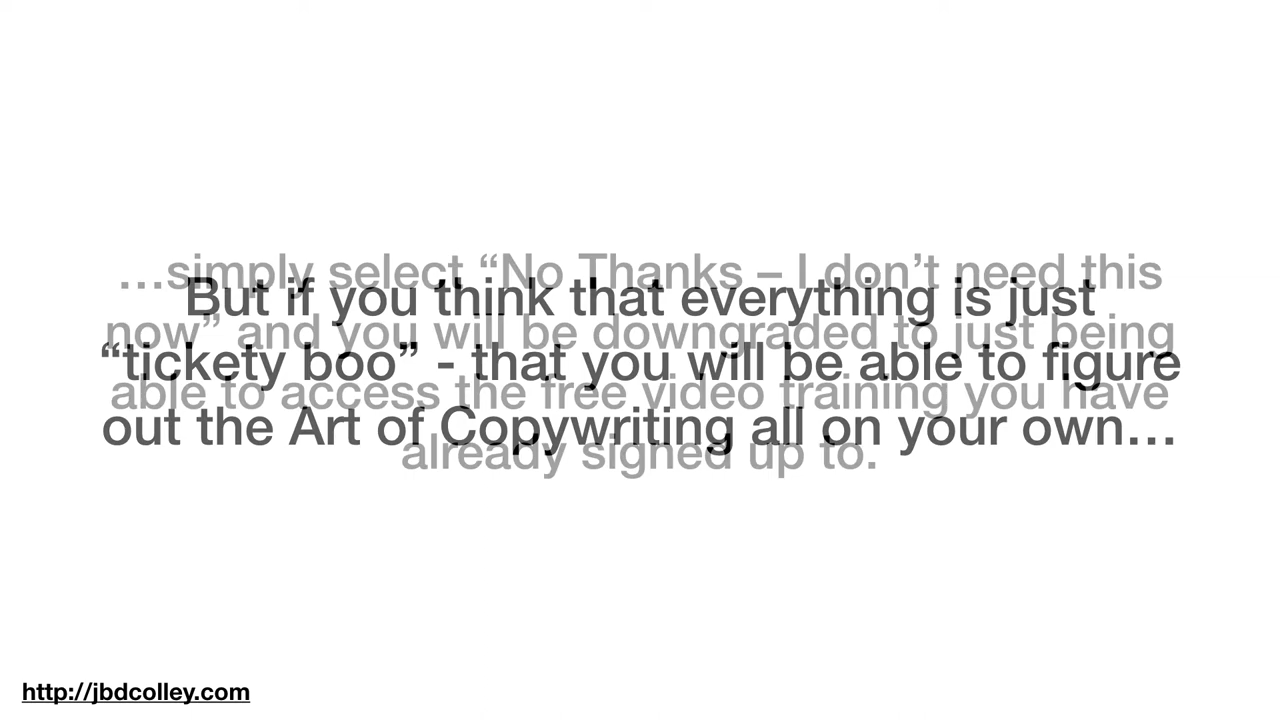 But if you think that everything is just
“tickety boo” - that you will be able to figure
out the Art of Copywriting all on your own…
…simply select “No Thanks – I don’t need this
now” and you will be downgraded to just being
able to access the free video training you have
already signed up to.
http://jbdcolley.com